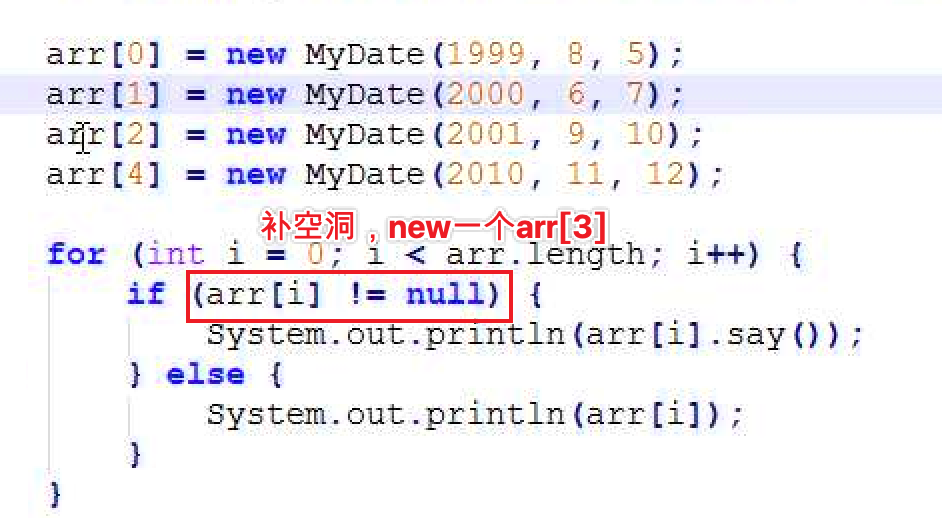 arr[0] = new MyDate(1999, 8, 5);
arr[1] = new MyDate(2000, 6, 7);
arr[2] = new MyDate(2001, 9, 10);
arr[4] = new MyDate(2010, 11, 12);
补空洞，new一个arr[3]
for (int i = 0; i < arr.length; i++) {
if (arr[i] != null) {
System.out.println(arr[i].say());
} else {
System.out.println(arr[i]);
}
}